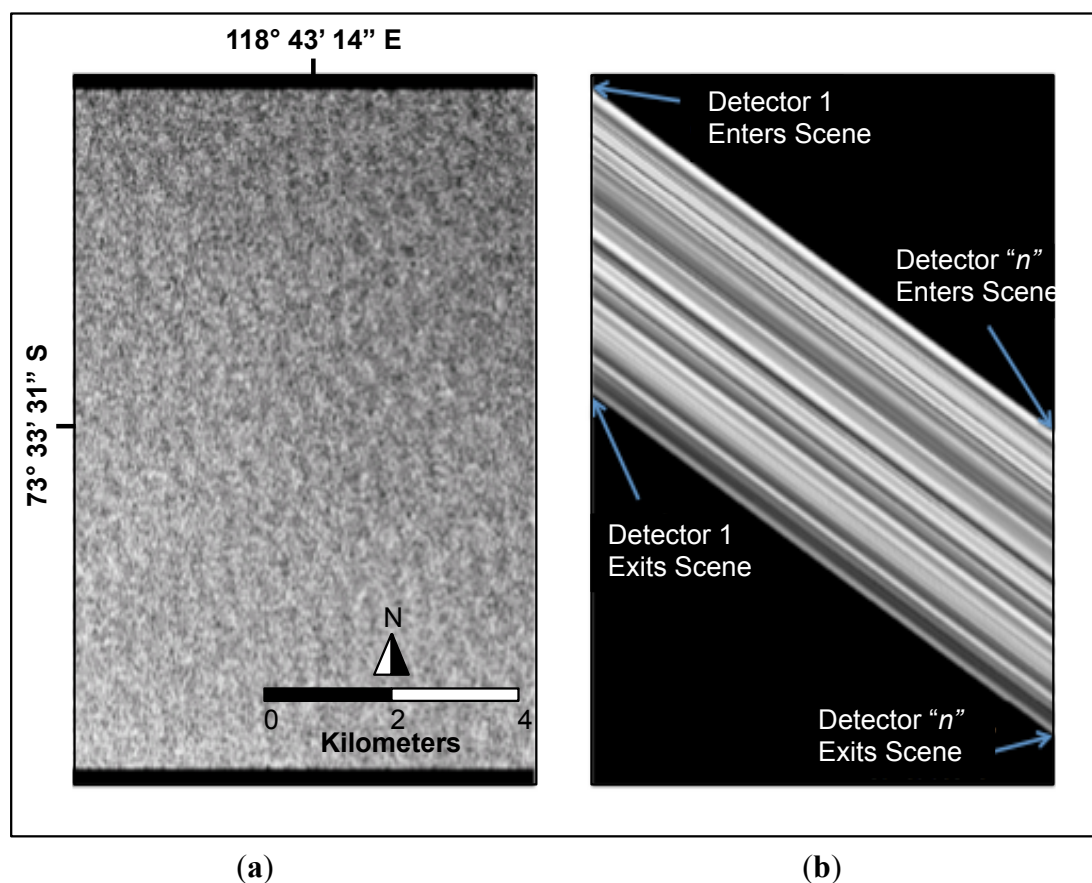 118° 43’ 14” E
73° 33’ 31” S
N
0 2 4
Kilometers
Detector 1
Enters Scene
Detector “n”
Enters Scene
Detector 1
Exits Scene
Detector “n”
Exits Scene
(a) (b)